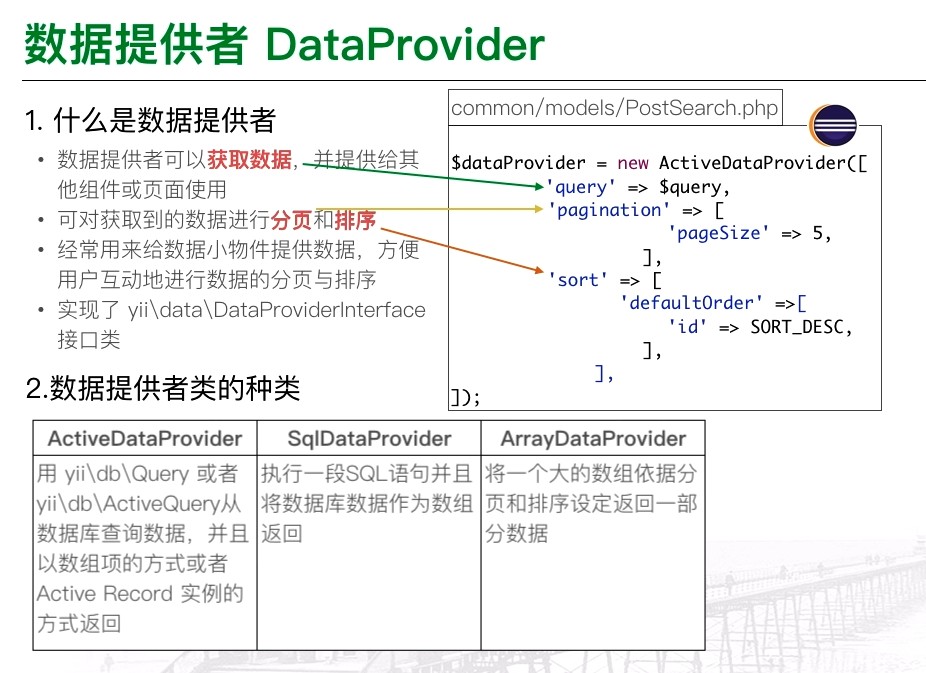 数据提供者 DataProvider
1. 什么是数据提供者
• 数据提供者可以获取数据，并提供给其
他组件或页面使用
• 可对获取到的数据进行分页和排序
• 经常用来给数据小物件提供数据，方便
用户互动地进行数据的分页与排序
• 实现了 yii\data\DataProviderInterface
接口类
common/models/PostSearch.php
$dataProvider = new ActiveDataProvider([
'query' => $query,
'pagination' => [
'pageSize' => 5,
],
'sort' => [
'defaultOrder' =>[
'id' => SORT_DESC,
],
],
]);
2.数据提供者类的种类
ActiveDataProvider
用 yii\db\Query 或者
yii\db\ActiveQuery从
数据库查询数据，并且
以数组项的方式或者
Active Record 实例的
方式返回
SqlDataProvider
执行一段SQL语句并且
将数据库数据作为数组
返回
ArrayDataProvider
将一个大的数组依据分
页和排序设定返回一部
分数据